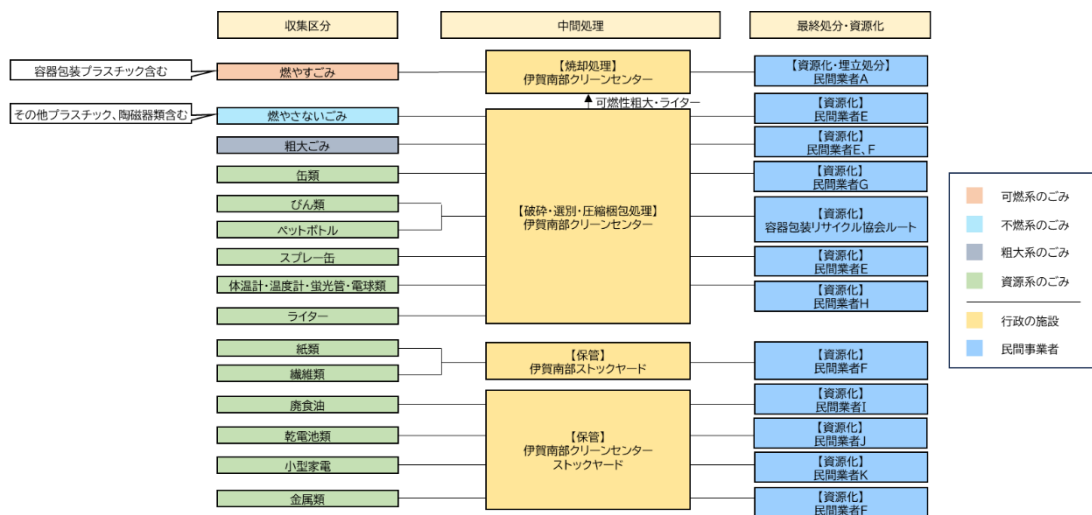 収集区分
中間処理
最終処分・資源化
容器包装プラスチック含む
燃やすごみ
【焼却処理】
伊賀南部クリーンセンター
【資源化・埋立処分】
民間業者A
可燃性粗大・ライター
その他プラスチック、陶磁器類含む
燃やさないごみ
【資源化】
民間業者E
粗大ごみ
【資源化】
民間業者E、F
缶類
【資源化】
民間業者G
びん類
ペットボトル
【破砕・選別・圧縮梱包処理】
伊賀南部クリーンセンター
【資源化】
容器包装リサイクル協会ルート
スプレー缶
【資源化】
民間業者E
体温計・温度計・蛍光管・電球類
【資源化】
民間業者H
ライター
紙類
繊維類
【保管】
伊賀南部ストックヤード
【資源化】
民間業者F
廃食油
【資源化】
民間業者I
乾電池類
【保管】
伊賀南部クリーンセンター
ストックヤード
【資源化】
民間業者J
小型家電
【資源化】
民間業者K
金属類
【資源化】
民間業者F
可燃系のごみ
不燃系のごみ
粗大系のごみ
資源系のごみ
行政の施設
民間事業者